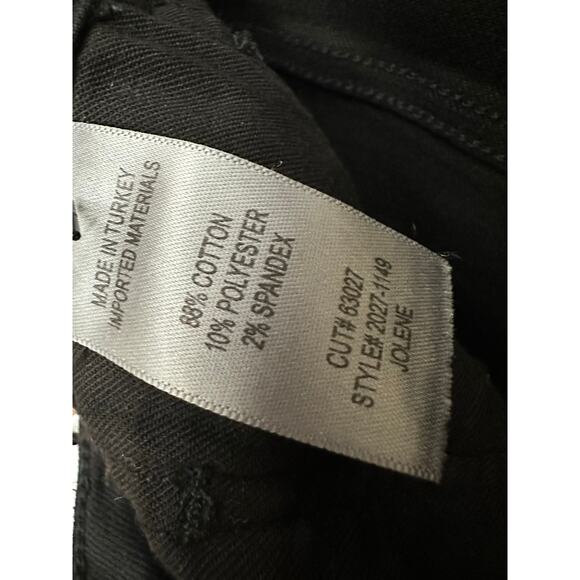 MADE IN TURKEY
IMPORTED MATERIALS
88% COTTON
10% POLYESTER
2% SPANDEX
CUT# 63027
STYLE# 2027-1149
JOLENE